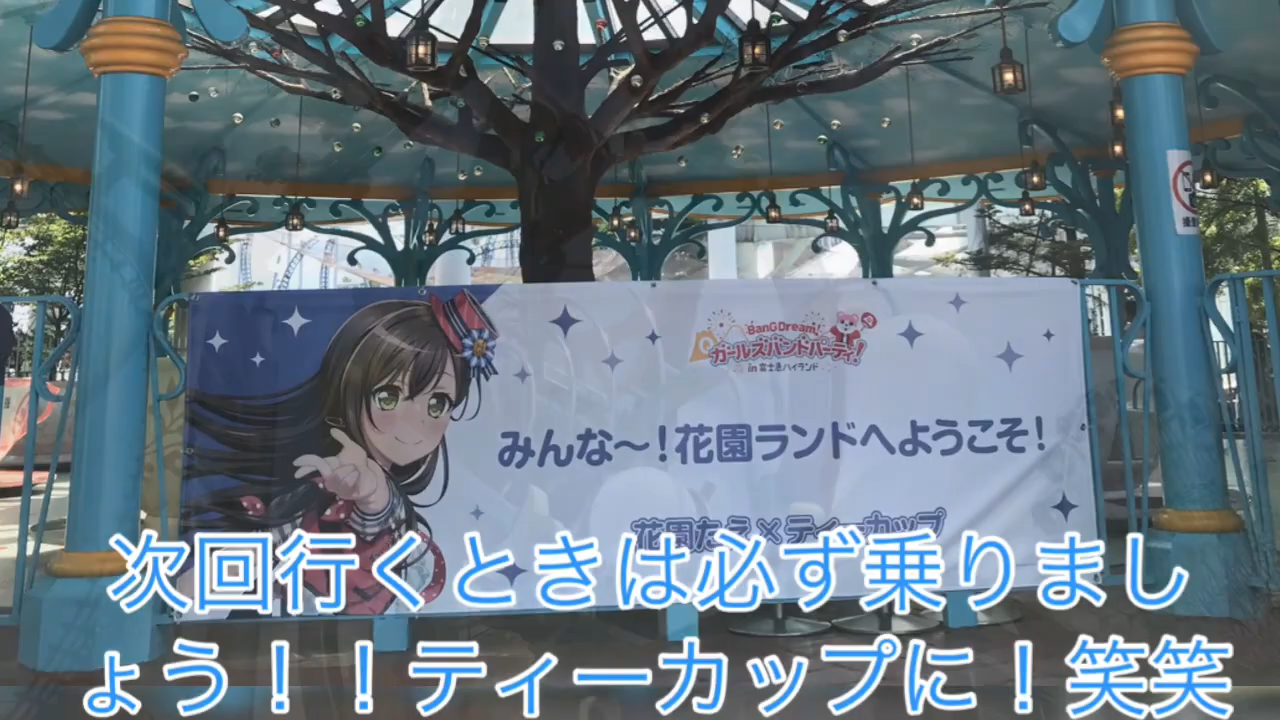 BanG Dream!
ガールズバンドパーティ!
in 富士急ハイランド
みんな～!花園ランドへようこそ!
花園たえ×ティーカップ
次回行くときは必ず乗りまし
ょう！！ティーカップに！笑笑